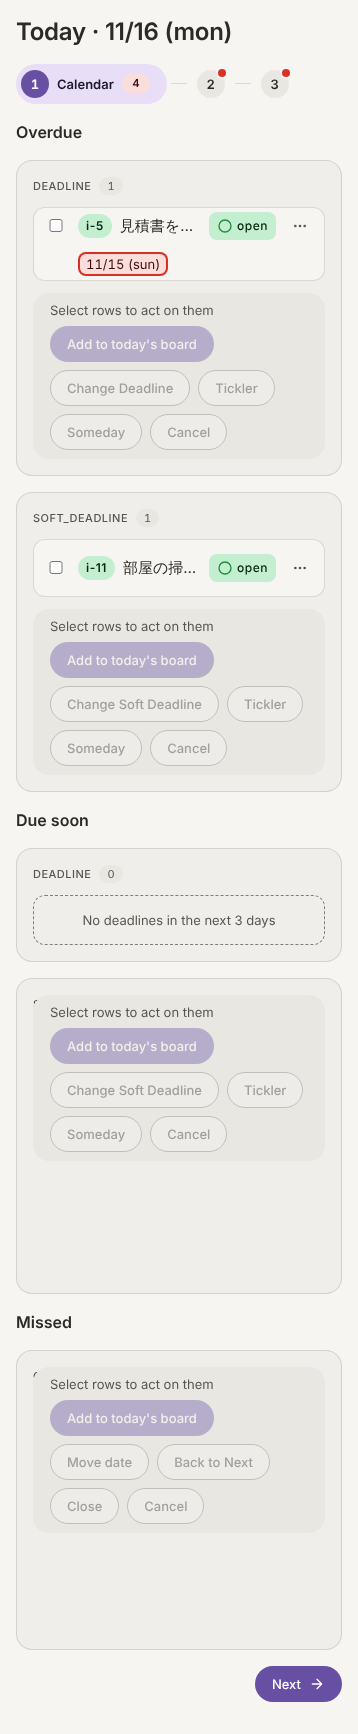 Today · 11/16 (mon)
1 Calendar 4 2 3
Overdue
DEADLINE 1
i-5 見積書を... open ...
11/15 (sun)
Select rows to act on them
Add to today's board
Change Deadline Tickler
Someday Cancel
SOFT_DEADLINE 1
i-11 部屋の掃... open ...
Select rows to act on them
Add to today's board
Change Soft Deadline Tickler
Someday Cancel
Due soon
DEADLINE 0
No deadlines in the next 3 days
Select rows to act on them
Add to today's board
Change Soft Deadline Tickler
Someday Cancel
Missed
Select rows to act on them
Add to today's board
Move date Back to Next
Close Cancel
Next →